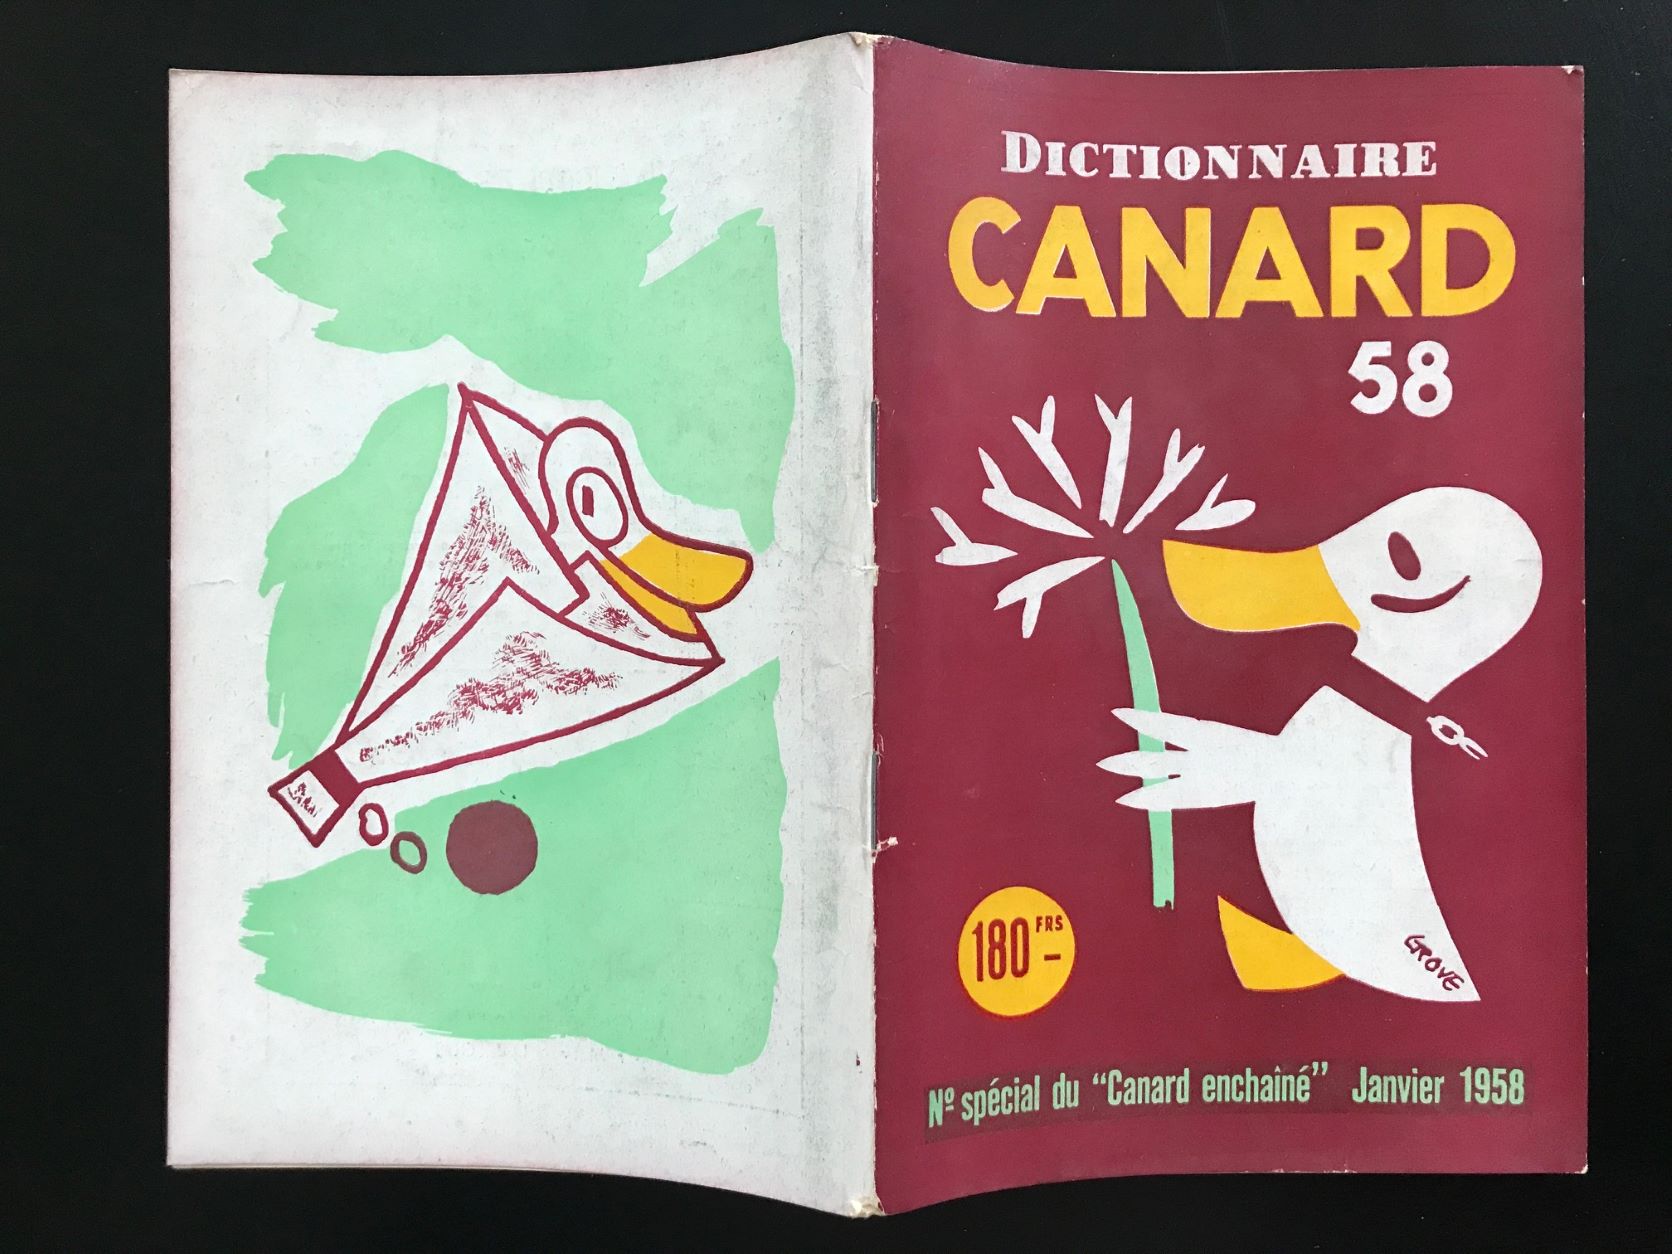 DICTIONNAIRE
CANARD
58
180 FRS –
GROVE
Nº spécial du “Canard enchaîné” Janvier 1958